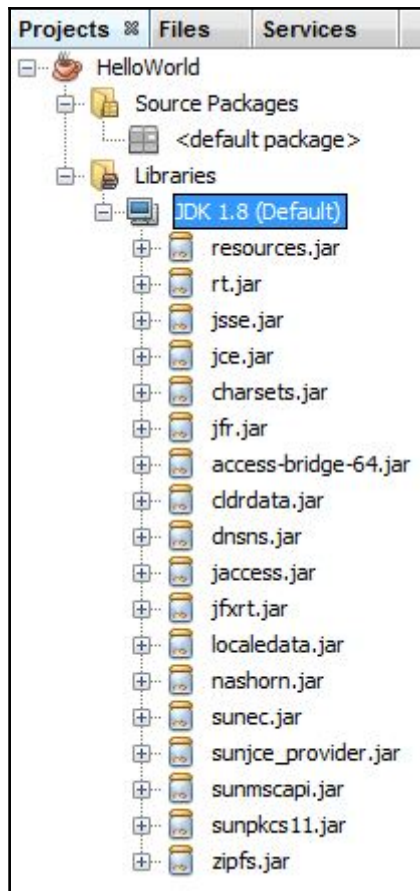 Projects Files Services
HelloWorld
Source Packages
<default package>
Libraries
JDK 1.8 (Default)
resources.jar
rt.jar
jsse.jar
jce.jar
charsets.jar
jfr.jar
access-bridge-64.jar
cldrdata.jar
dnsns.jar
jaccess.jar
jfxrt.jar
localedata.jar
nashorn.jar
sunec.jar
sunjce_provider.jar
sunmscapi.jar
sunpkcs11.jar
zipfs.jar